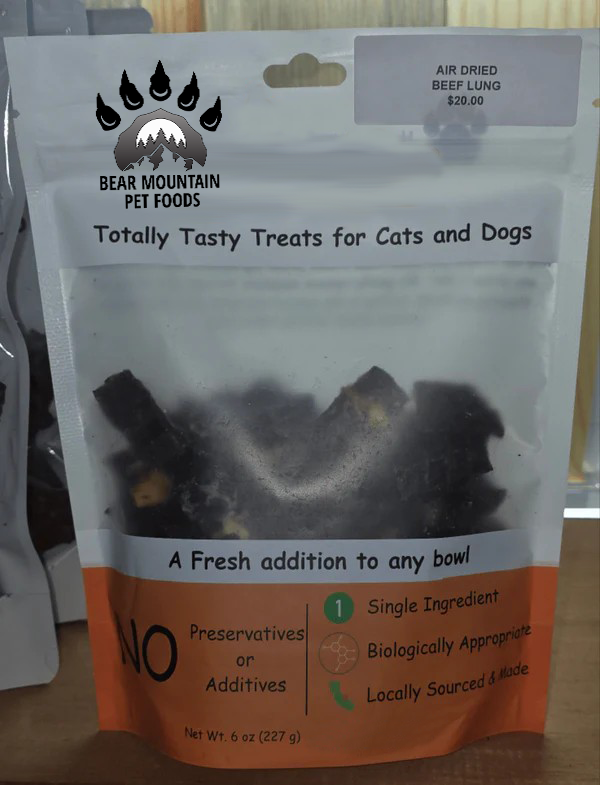 AIR DRIED
BEEF LUNG
$20.00
BEAR MOUNTAIN
PET FOODS
Totally Tasty Treats for Cats and Dogs
A Fresh addition to any bowl
NO
Preservatives
or
Additives
1 Single Ingredient
Biologically Appropriate
Locally Sourced & Made
Net Wt. 6 oz (227 g)